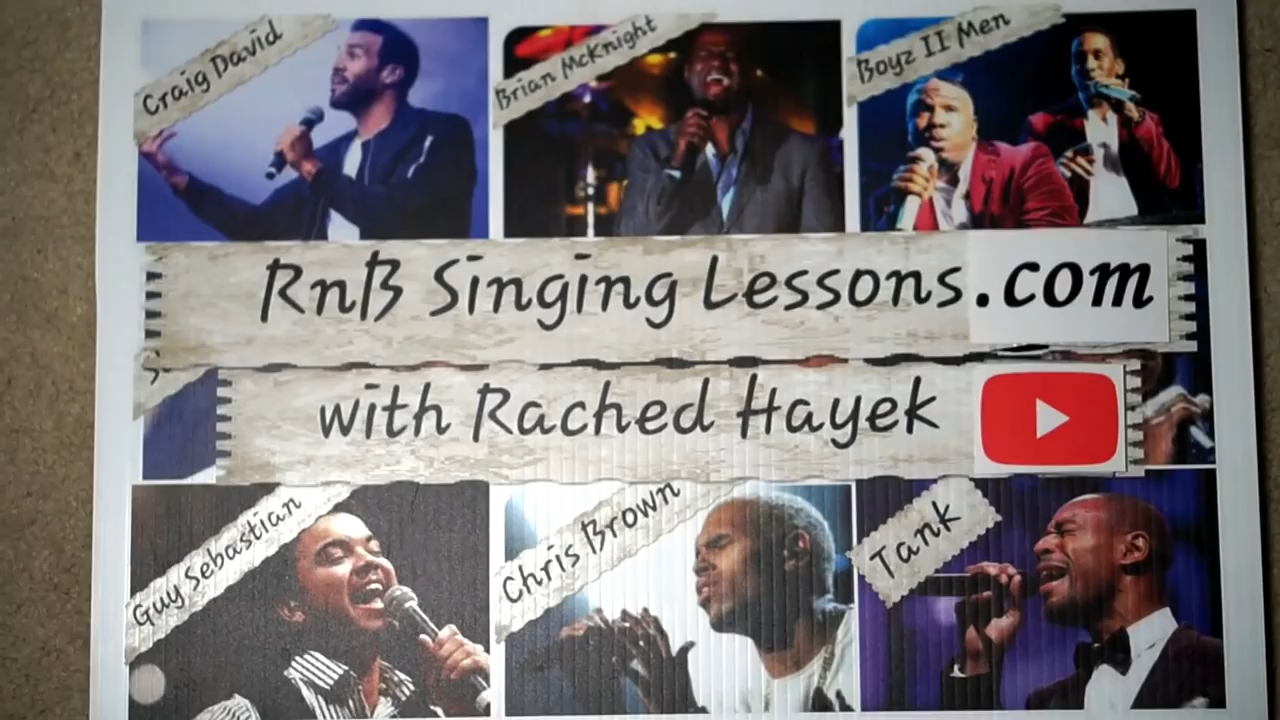 Craig David
Brian McKnight
Boyz II Men
RnB Singing Lessons.com
with Rached Hayek
Guy Sebastian
Chris Brown
Tank